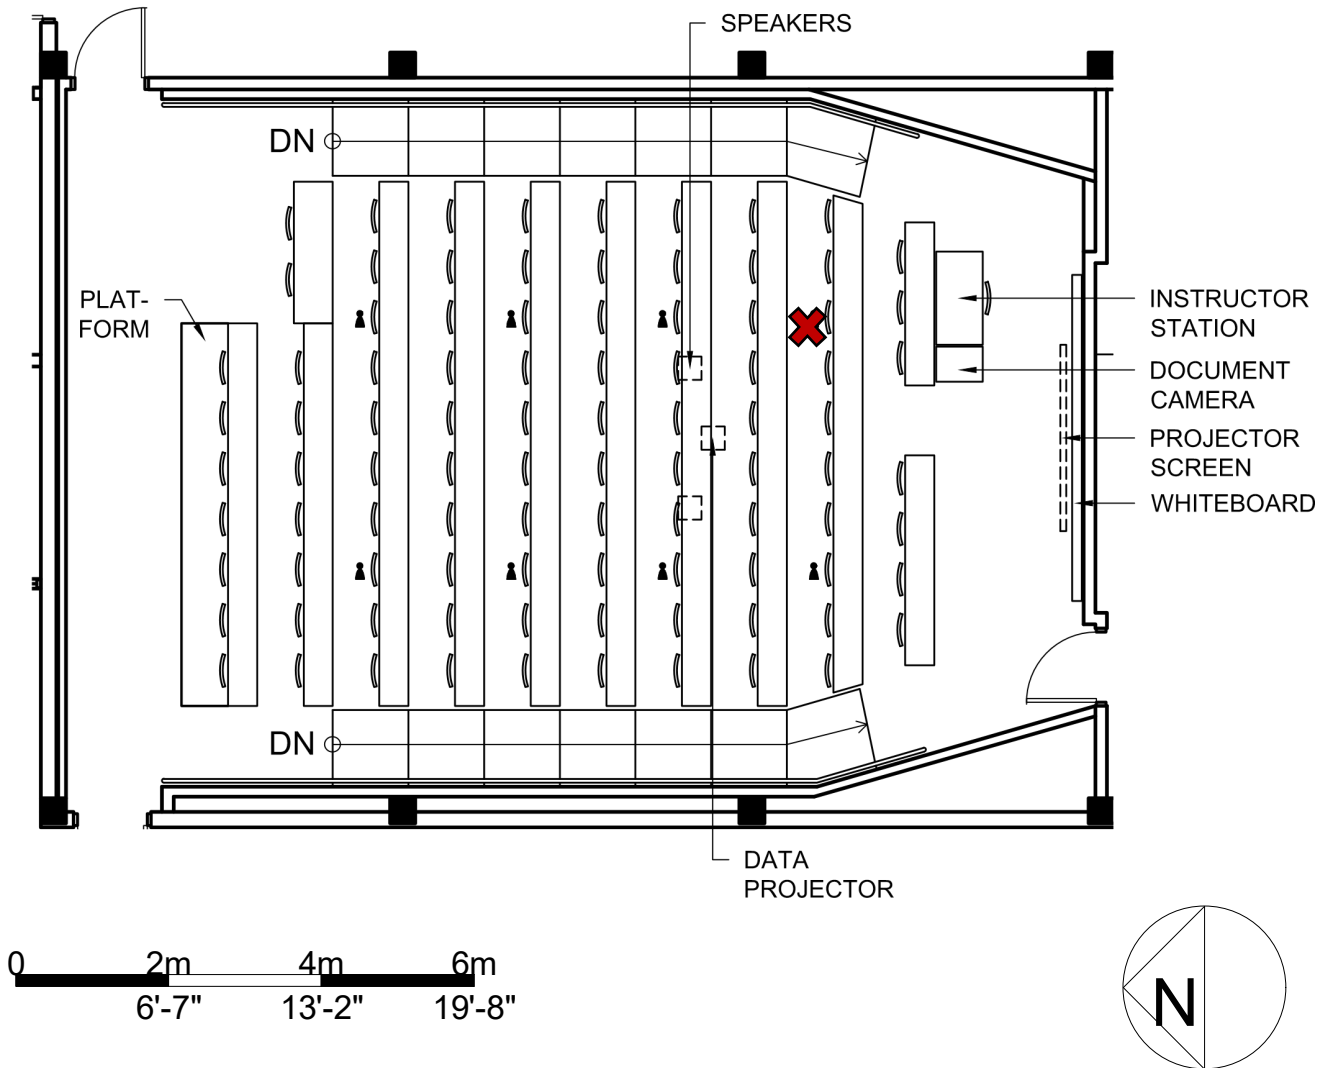 SPEAKERS
DN
PLAT-
FORM
INSTRUCTOR
STATION
DOCUMENT
CAMERA
PROJECTOR
SCREEN
WHITEBOARD
DN
DATA
PROJECTOR
0 2m 4m 6m
6'-7" 13'-2" 19'-8"
N